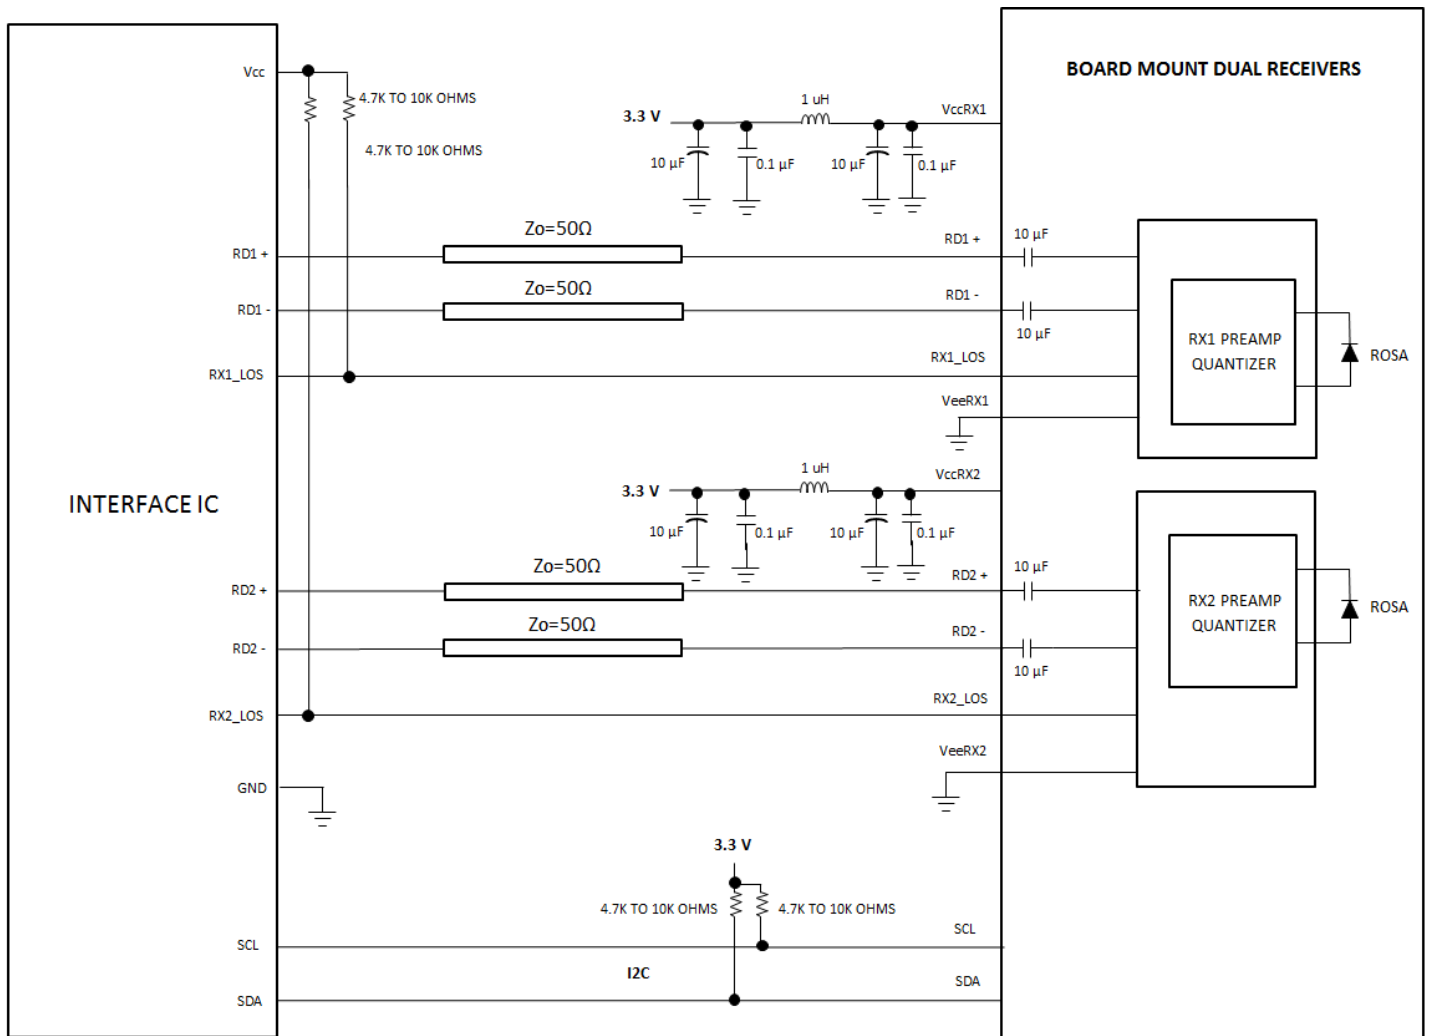 BOARD MOUNT DUAL RECEIVERS
Vcc
4.7K TO 10K OHMS
4.7K TO 10K OHMS
1 uH
VccRX1
3.3 V
10 µF
0.1 µF
10 µF
0.1 µF
Zo=50Ω
RD1 +
RD1 +
10 µF
Zo=50Ω
RD1 -
RD1 -
10 µF
RX1 PREAMP
QUANTIZER
ROSA
RX1_LOS
RX1_LOS
VeeRX1
INTERFACE IC
1 uH
VccRX2
3.3 V
10 µF
0.1 µF
10 µF
0.1 µF
Zo=50Ω
RD2 +
RD2 +
10 µF
Zo=50Ω
RD2 -
RD2 -
10 µF
RX2 PREAMP
QUANTIZER
ROSA
RX2_LOS
RX2_LOS
VeeRX2
GND
3.3 V
4.7K TO 10K OHMS
4.7K TO 10K OHMS
SCL
SCL
I2C
SDA
SDA